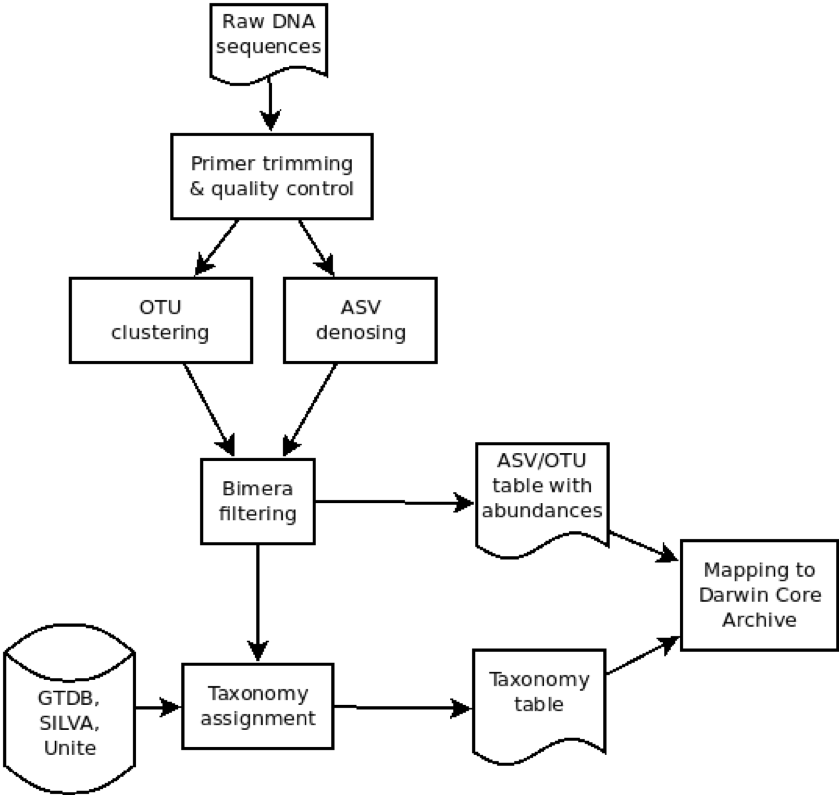 Raw DNA
sequences
Primer trimming
& quality control
OTU
clustering
ASV
denosing
Bimera
filtering
ASV/OTU
table with
abundances
Mapping to
Darwin Core
Archive
GTDB,
SILVA,
Unite
Taxonomy
assignment
Taxonomy
table